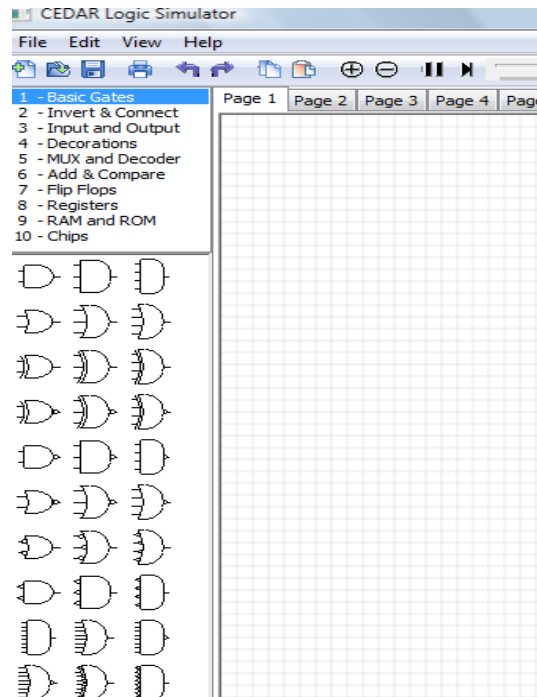 CEDAR Logic Simulator
File Edit View Help
1 - Basic Gates
2 - Invert & Connect
3 - Input and Output
4 - Decorations
5 - MUX and Decoder
6 - Add & Compare
7 - Flip Flops
8 - Registers
9 - RAM and ROM
10 - Chips
Page 1 Page 2 Page 3 Page 4 Pag